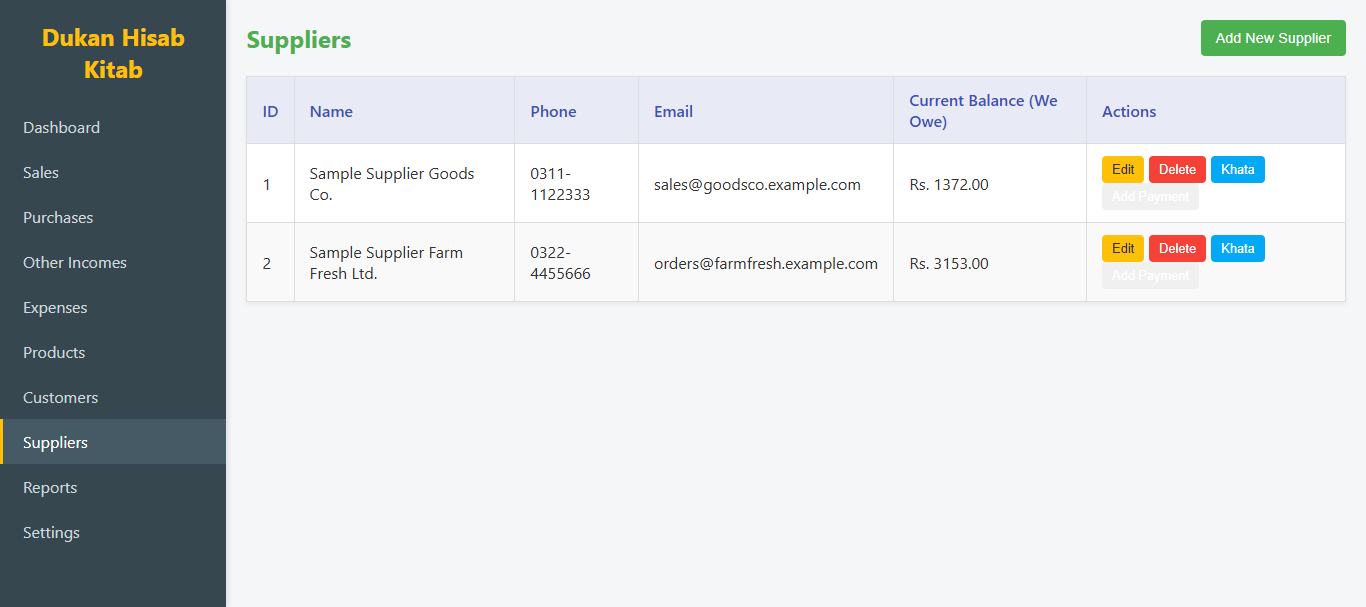 Dukan Hisab
Kitab
Dashboard
Sales
Purchases
Other Incomes
Expenses
Products
Customers
Suppliers
Reports
Settings
Suppliers
Add New Supplier
ID Name Phone Email Current Balance (We
Owe) Actions
1 Sample Supplier Goods
Co. 0311-
1122333 sales@goodsco.example.com Rs. 1372.00 Edit Delete Khata
Add Payment
2 Sample Supplier Farm
Fresh Ltd. 0322-
4455666 orders@farmfresh.example.com Rs. 3153.00 Edit Delete Khata
Add Payment